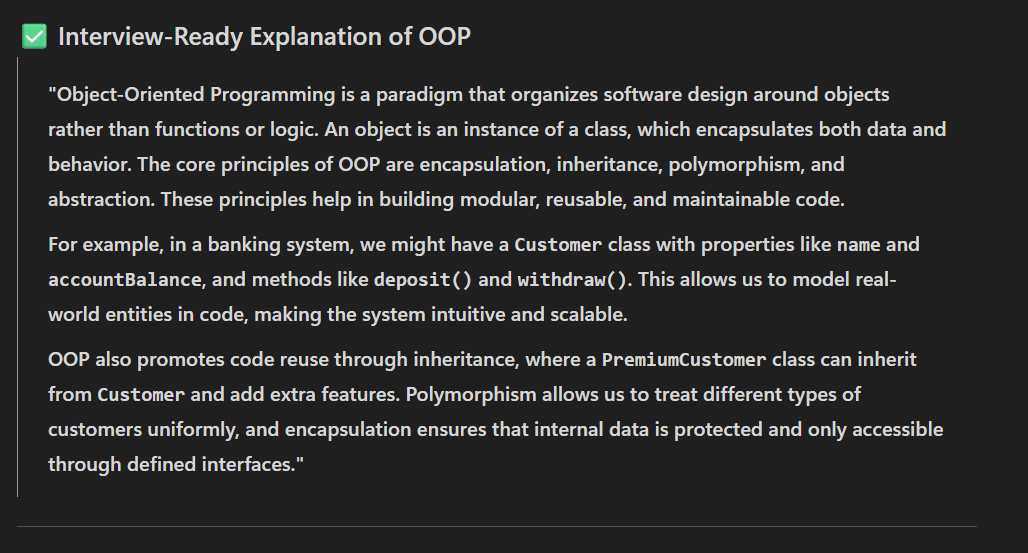 ✅ Interview-Ready Explanation of OOP
"Object-Oriented Programming is a paradigm that organizes software design around objects
rather than functions or logic. An object is an instance of a class, which encapsulates both data and
behavior. The core principles of OOP are encapsulation, inheritance, polymorphism, and
abstraction. These principles help in building modular, reusable, and maintainable code.
For example, in a banking system, we might have a Customer class with properties like name and
accountBalance, and methods like deposit() and withdraw(). This allows us to model real-
world entities in code, making the system intuitive and scalable.
OOP also promotes code reuse through inheritance, where a PremiumCustomer class can inherit
from Customer and add extra features. Polymorphism allows us to treat different types of
customers uniformly, and encapsulation ensures that internal data is protected and only accessible
through defined interfaces."